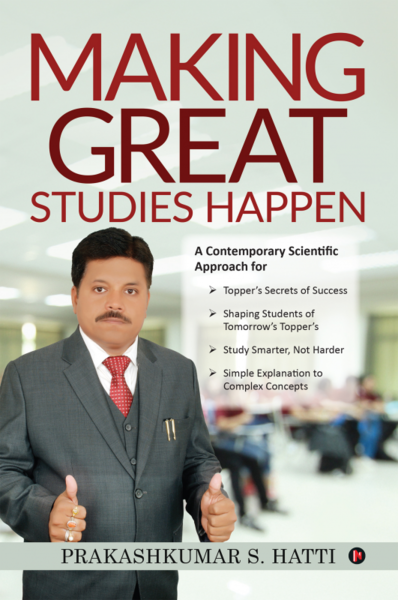 MAKING
GREAT
STUDIES HAPPEN
A Contemporary Scientific
Approach for
➢ Topper's Secrets of Success
➢ Shaping Students of
Tomorrow's Topper's
➢ Study Smarter, Not Harder
➢ Simple Explanation to
Complex Concepts
PRAKASHKUMAR S. HATTI